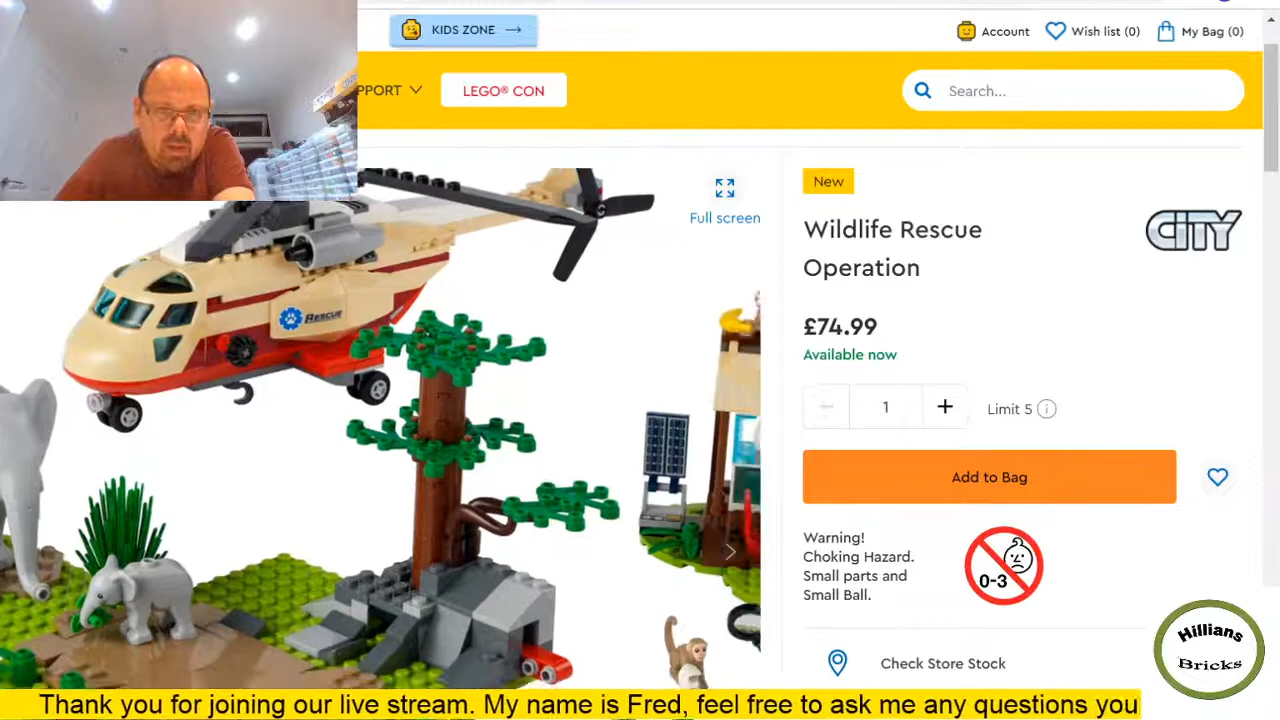 KIDS ZONE →
Account
Wish list (0)
My Bag (0)
PPORT
LEGO® CON
Search...
Full screen
New
Wildlife Rescue
Operation
CITY
£74.99
Available now
1
Limit 5
Add to Bag
Warning!
Choking Hazard.
Small parts and
Small Ball.
0-3
Check Store Stock
RESCUE
Hillians
Bricks
Thank you for joining our live stream. My name is Fred, feel free to ask me any questions you